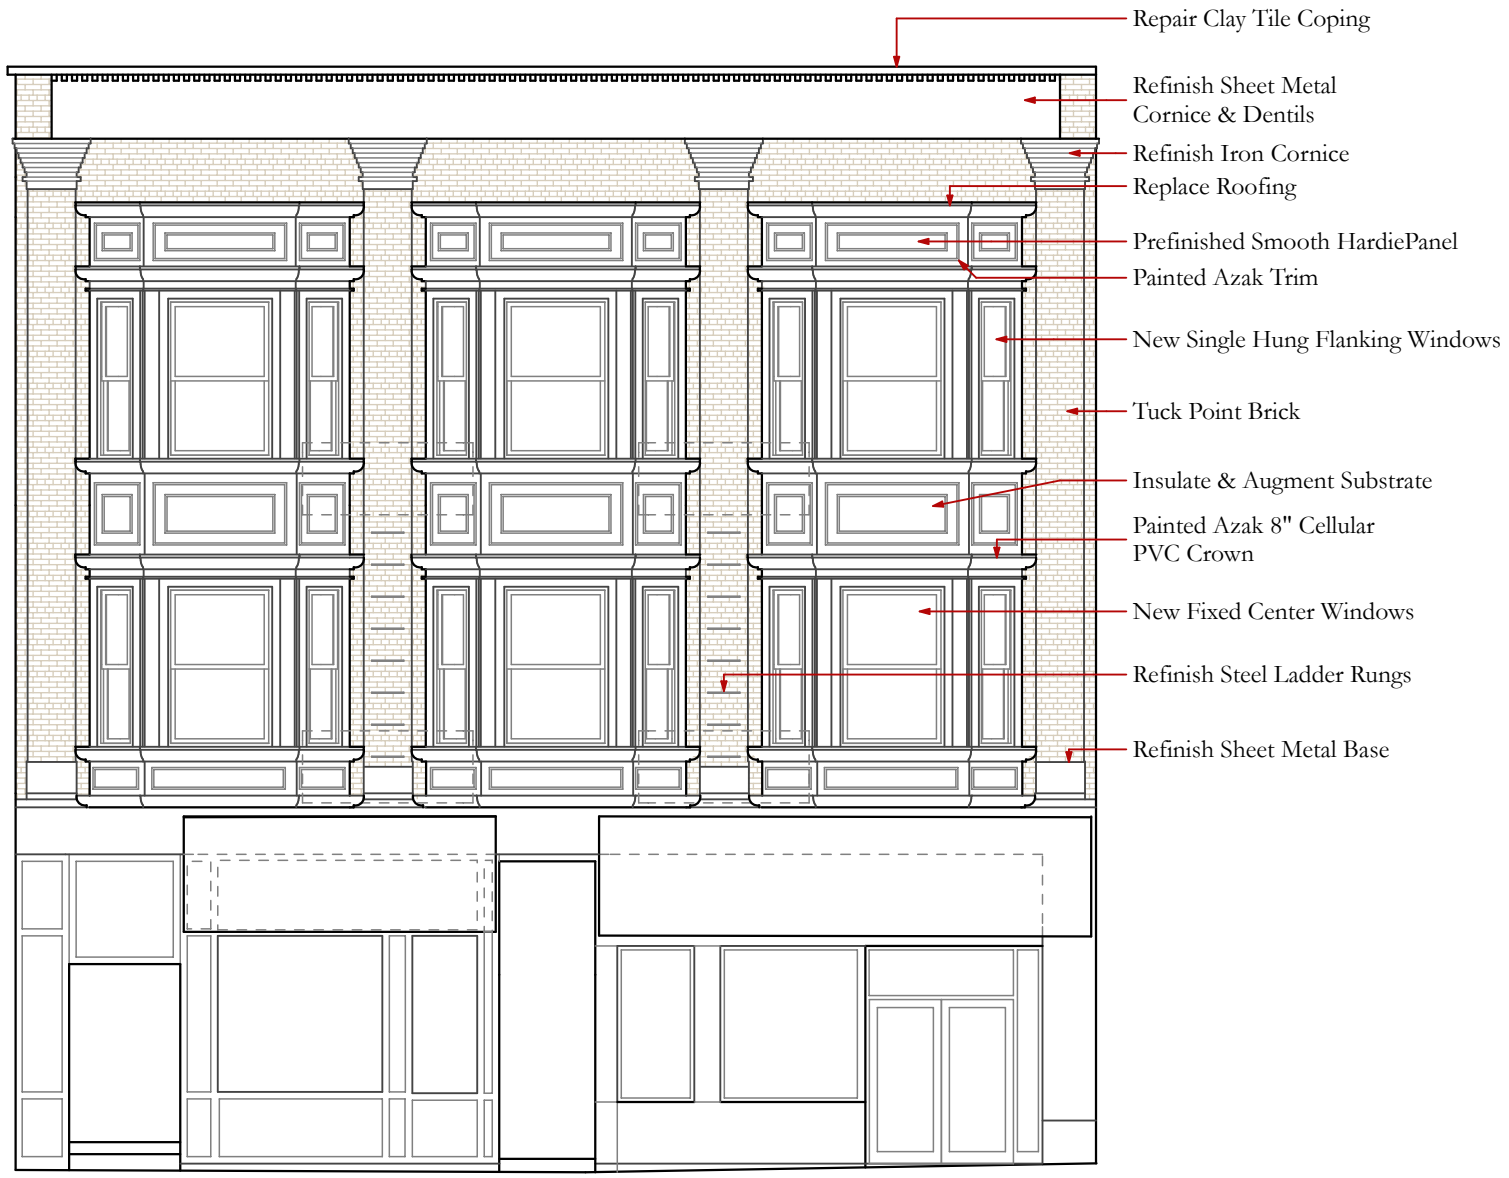 Repair Clay Tile Coping
Refinish Sheet Metal
Cornice & Dentils
Refinish Iron Cornice
Replace Roofing
Prefinished Smooth HardiePanel
Painted Azak Trim
New Single Hung Flanking Windows
Tuck Point Brick
Insulate & Augment Substrate
Painted Azak 8" Cellular
PVC Crown
New Fixed Center Windows
Refinish Steel Ladder Rungs
Refinish Sheet Metal Base